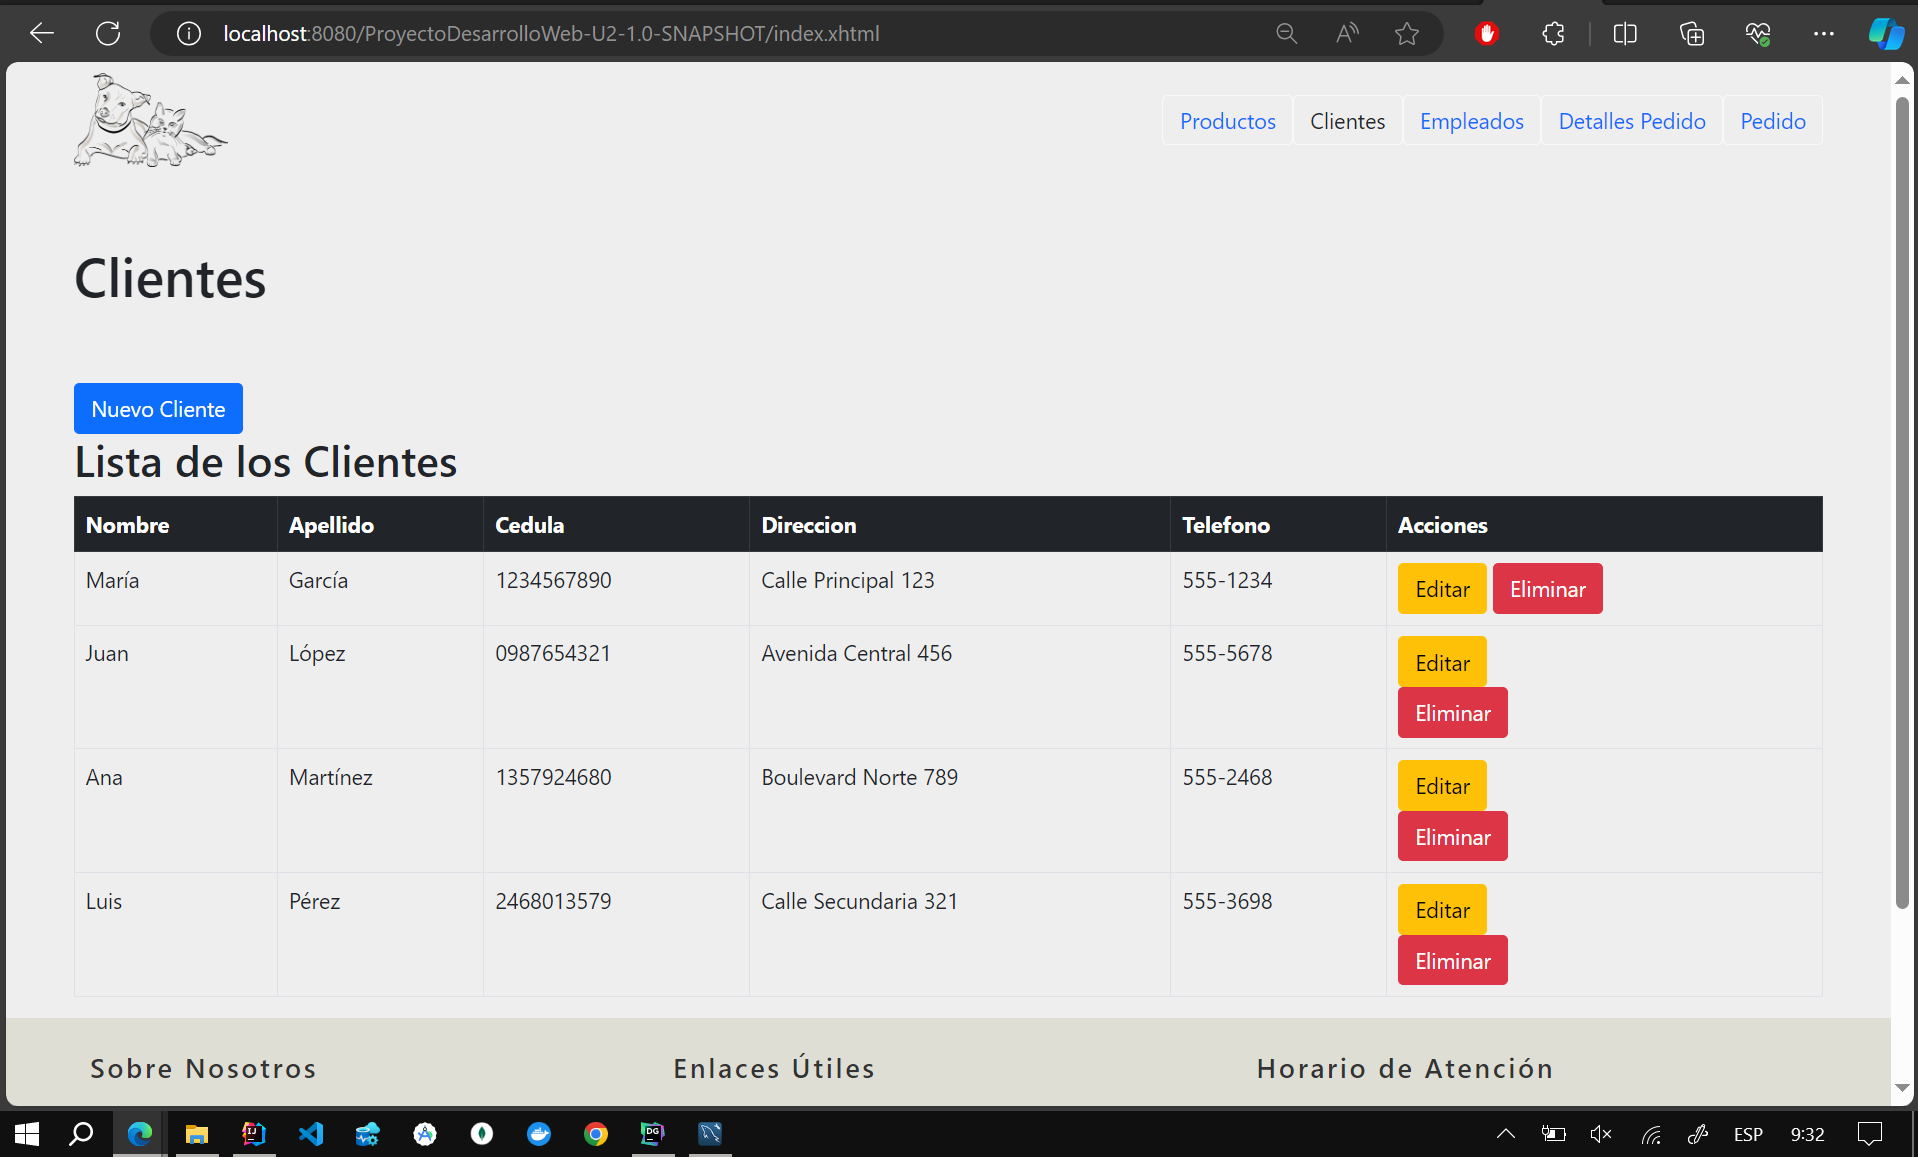 localhost:8080/ProyectoDesarrolloWeb-U2-1.0-SNAPSHOT/index.xhtml
Productos Clientes Empleados Detalles Pedido Pedido
Clientes
Nuevo Cliente
Lista de los Clientes
Nombre Apellido Cedula Direccion Telefono Acciones
María García 1234567890 Calle Principal 123 555-1234 Editar Eliminar
Juan López 0987654321 Avenida Central 456 555-5678 Editar
Eliminar
Ana Martínez 1357924680 Boulevard Norte 789 555-2468 Editar
Eliminar
Luis Pérez 2468013579 Calle Secundaria 321 555-3698 Editar
Eliminar
Sobre Nosotros Enlaces Útiles Horario de Atención
IJ DG ESP 9:32